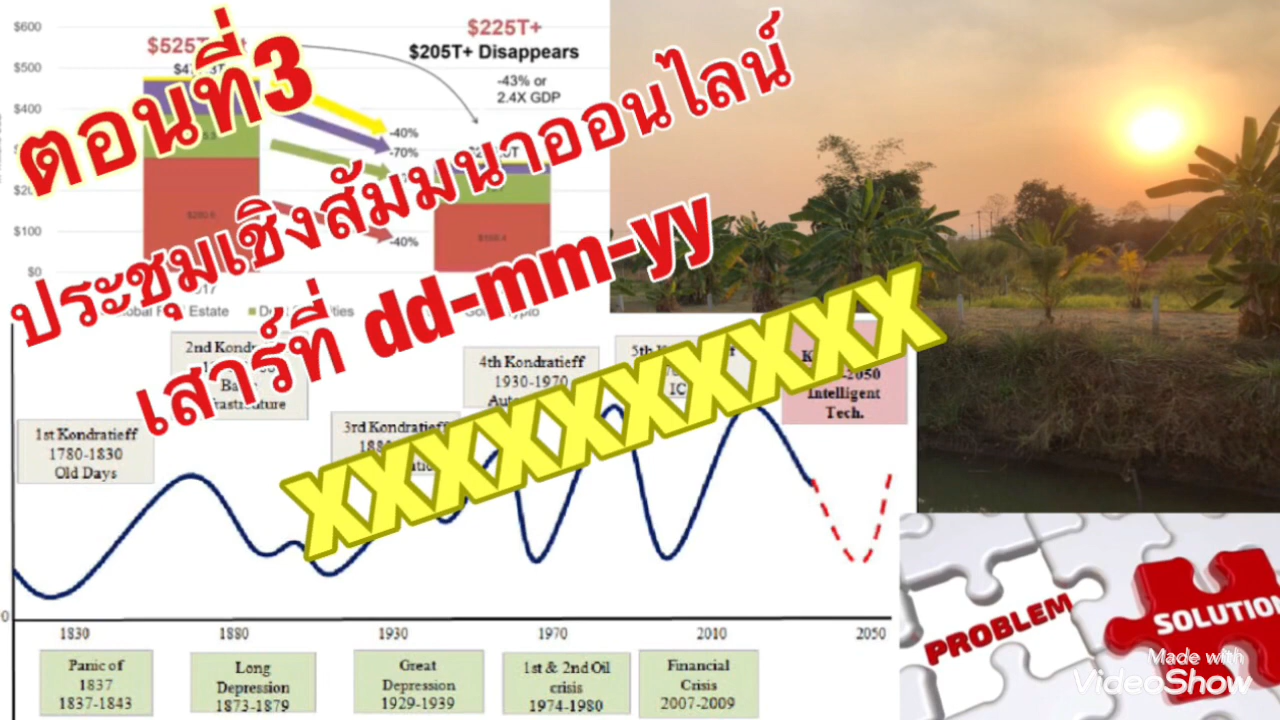 $600
$500
$400
$100
$0
$225T+
$205T+ Disappears
-43% or
2.4X GDP
-40%
-70%
-40%
ตอนที่3
ประชุมเชิงสัมมนาออนไลน์
เสาร์ที่ dd-mm-yy
xxxxxxxxxx
1st Kondratieff
1780-1830
Old Days
2nd
3rd Kondratieff
4th Kondratieff
1930-1970
5th
-2050
Intelligent
Tech.
1830
1880
1930
1970
2010
2050
Panic of
1837
1837-1843
Long
Depression
1873-1879
Great
Depression
1929-1939
1st & 2nd Oil
crisis
1974-1980
Financial
Crisis
2007-2009
PROBLEM
SOLUTION
Made with
VideoShow